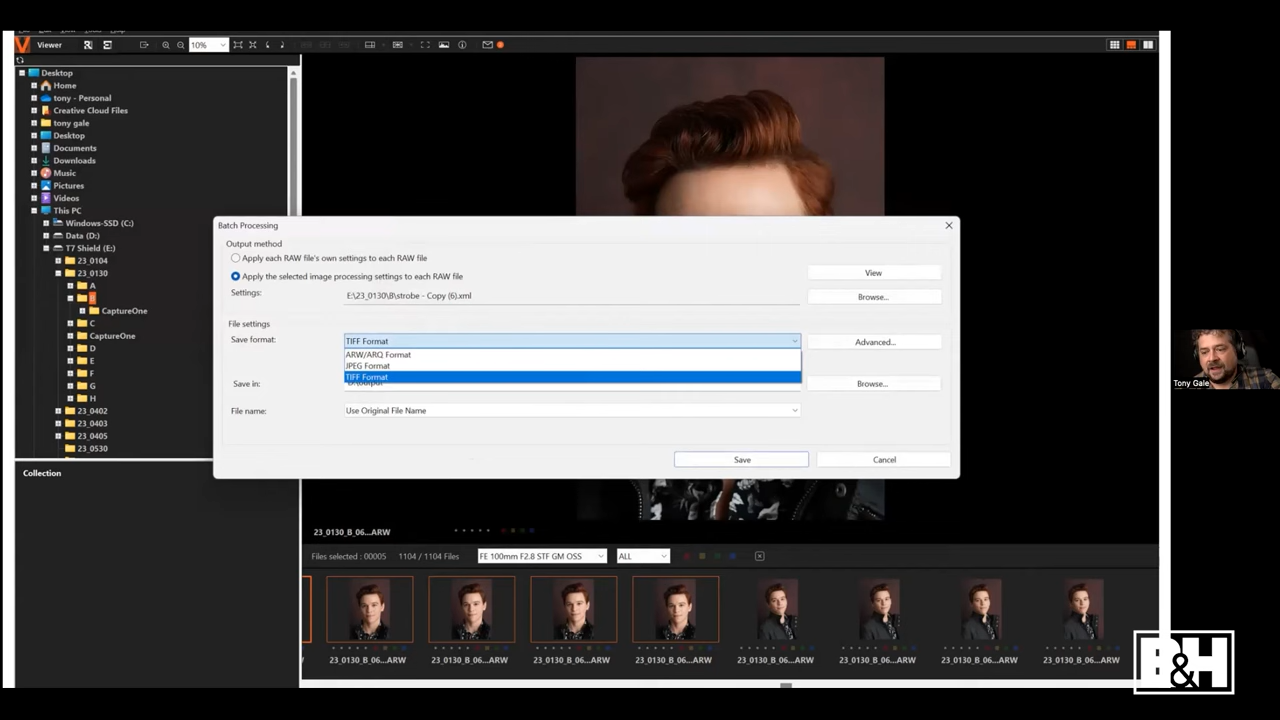 Viewer
10%
Desktop
Home
tony - Personal
Creative Cloud Files
tony gale
Desktop
Documents
Downloads
Music
Pictures
Videos
This PC
Windows-SSD (C:)
Data (D:)
T7 Shield (E:)
23_0104
23_0130
A
B
CaptureOne
C
CaptureOne
D
E
F
G
H
23_0402
23_0403
23_0405
23_0530
Collection
Batch Processing
Output method
Apply each RAW file's own settings to each RAW file
Apply the selected image processing settings to each RAW file
View
Settings: E:\23_0130\B\strobe - Copy (6).xml Browse...
File settings
Save format: TIFF Format Advanced...
ARW/ARQ Format
JPEG Format
TIFF Format
Save in: Browse...
File name: Use Original File Name
Save Cancel
23_0130_B_06...ARW
Files selected : 00005 1104 / 1104 Files FE 100mm F2.8 STF GM OSS ALL
23_0130_B_06...ARW 23_0130_B_06...ARW 23_0130_B_06...ARW 23_0130_B_06...ARW 23_0130_B_06...ARW 23_0130_B_06...ARW 23_0130_B_06...ARW 23_0130_B_06...ARW
Tony Gale
B&H